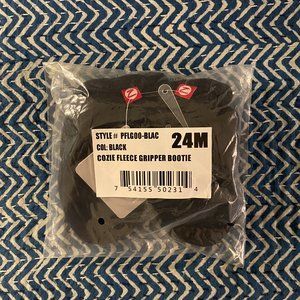 STYLE# PFLG00-BLAC
COL: BLACK
24M
COZIE FLEECE GRIPPER BOOTIE
7 54155 50231 4